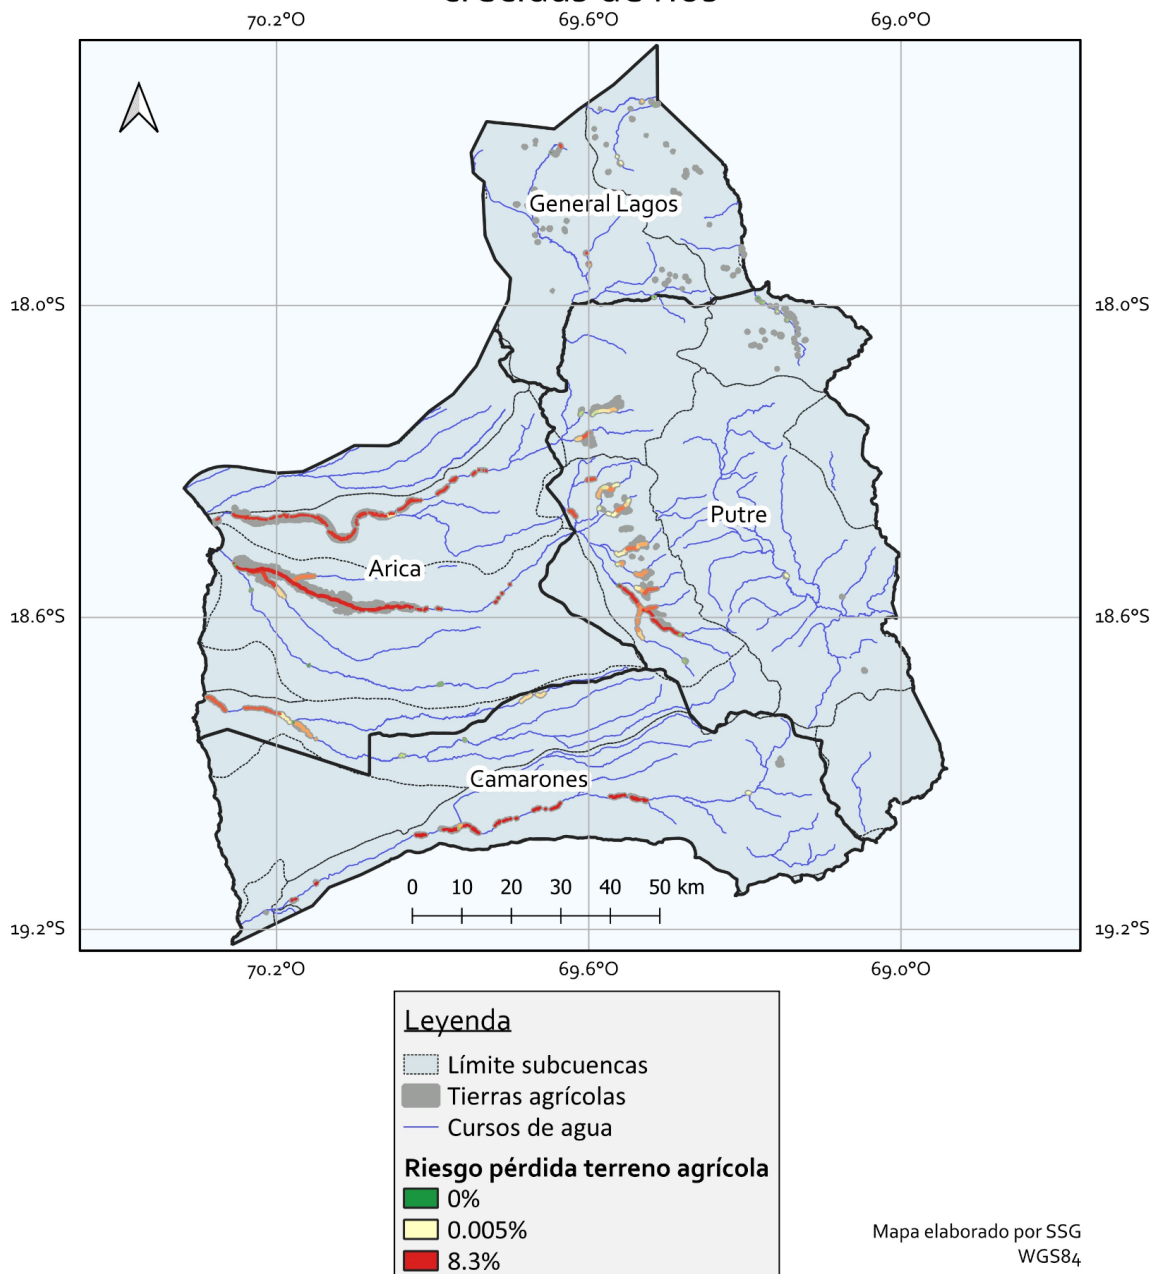 crecidas de ríos
70.2°O 69.6°O 69.0°O
General Lagos
18.0°S 18.0°S
Putre
Arica
18.6°S 18.6°S
Camarones
0 10 20 30 40 50 km
19.2°S 19.2°S
70.2°O 69.6°O 69.0°O
Leyenda
Límite subcuencas
Tierras agrícolas
Cursos de agua
Riesgo pérdida terreno agrícola
0%
0.005%
8.3%
Mapa elaborado por SSG
WGS84